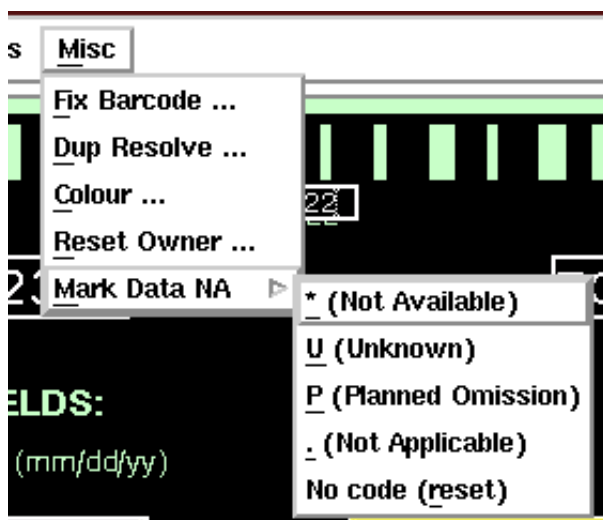 s Misc
Fix Barcode ...
Dup Resolve ...
Colour ...
22
Reset Owner ...
Mark Data NA
* (Not Available)
U (Unknown)
P (Planned Omission)
. (Not Applicable)
No code (reset)
ELDS:
(mm/dd/yy)